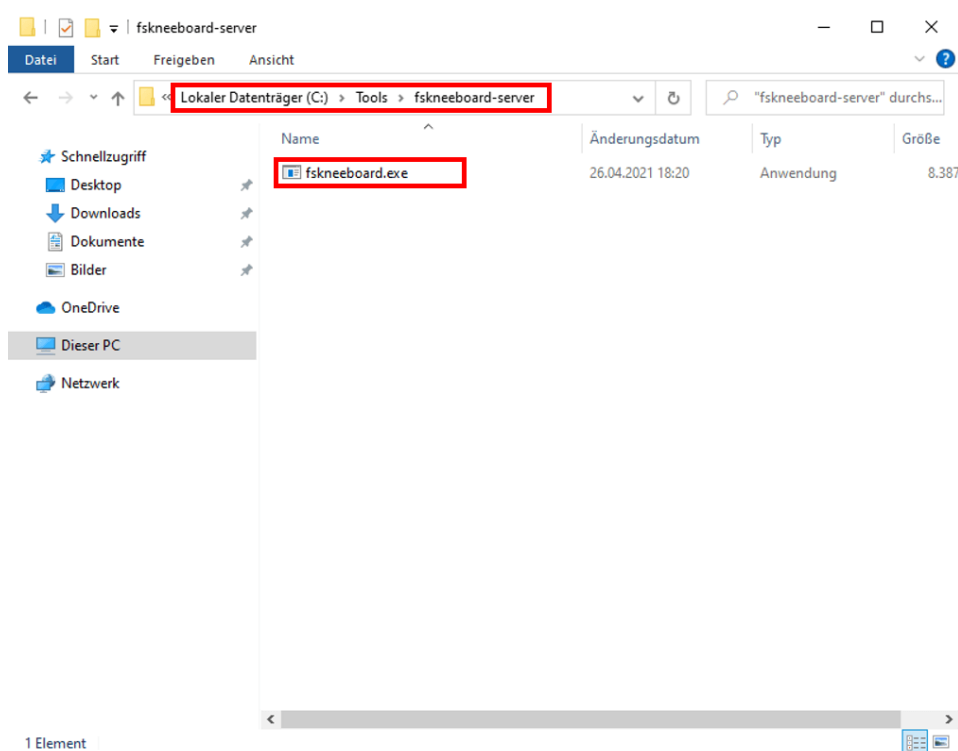 fskneeboard-server
Datei Start Freigeben Ansicht
Lokaler Datenträger (C:) › Tools › fskneeboard-server "fskneeboard-server" durchs...
Name Änderungsdatum Typ Größe
fskneeboard.exe 26.04.2021 18:20 Anwendung 8.387
Schnellzugriff
Desktop
Downloads
Dokumente
Bilder
OneDrive
Dieser PC
Netzwerk
1 Element